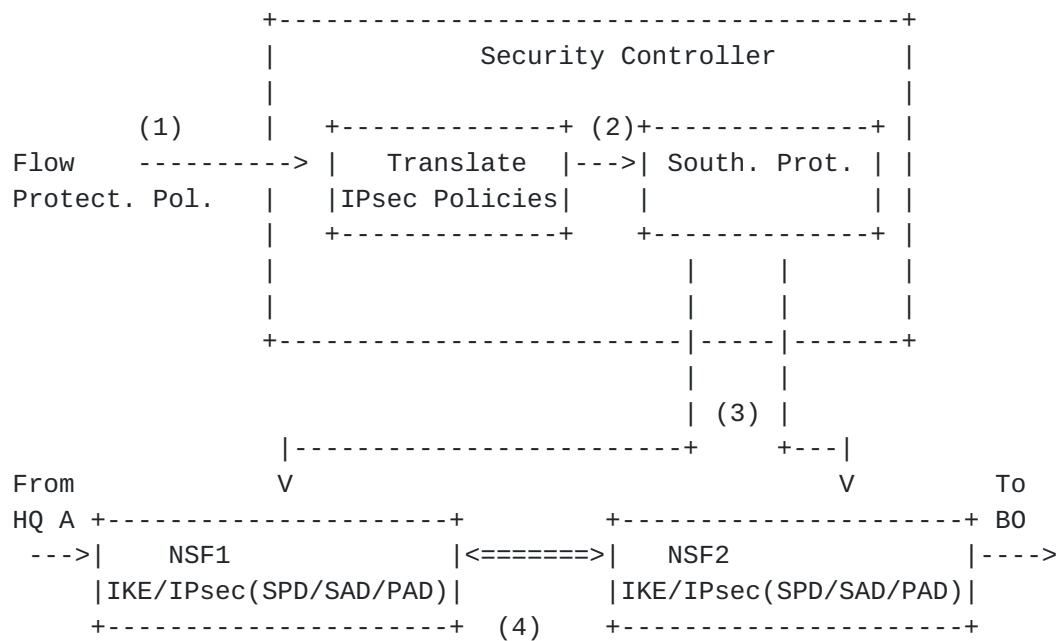 Security Controller
(1) (2)
Flow ----------> Translate --->| South. Prot.
Protect. Pol. |IPsec Policies|
(3)
From V V To
HQ A BO
--->| NSF1 |<=======>| NSF2 |---->
|IKE/IPsec(SPD/SAD/PAD)| |IKE/IPsec(SPD/SAD/PAD)|
(4)